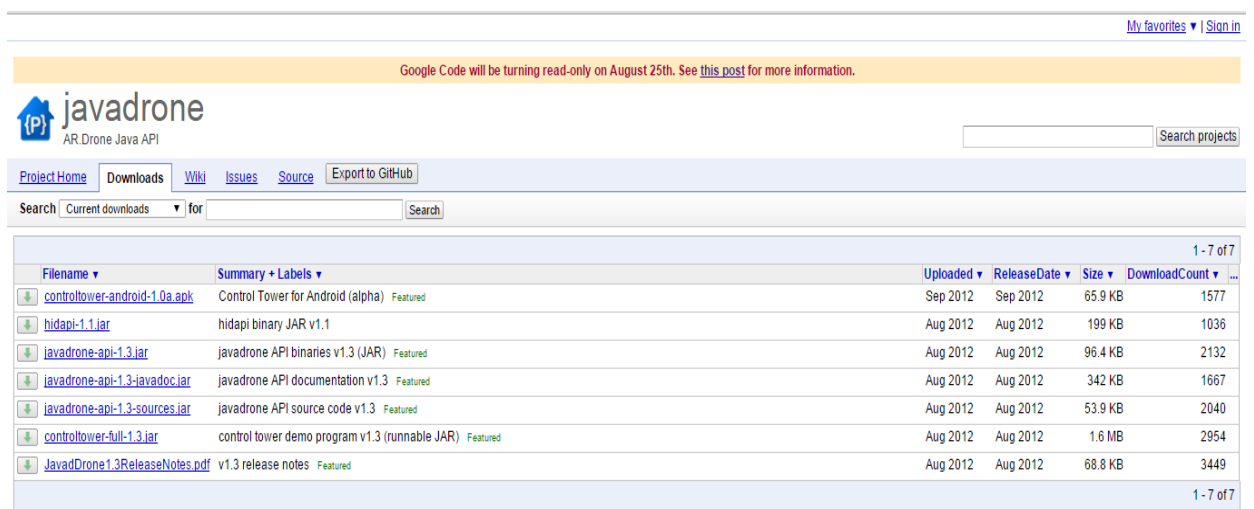 My favorites ▼ | Sign in
Google Code will be turning read-only on August 25th. See this post for more information.
{P}
javadrone
AR.Drone Java API
Search projects
Project Home Downloads Wiki Issues Source Export to GitHub
Search Current downloads ▼ for Search
1 - 7 of 7
Filename ▼ Summary + Labels ▼ Uploaded ▼ ReleaseDate ▼ Size ▼ DownloadCount ▼ ...
controltower-android-1.0a.apk Control Tower for Android (alpha) Featured Sep 2012 Sep 2012 65.9 KB 1577
hidapi-1.1.jar hidapi binary JAR v1.1 Aug 2012 Aug 2012 199 KB 1036
javadrone-api-1.3.jar javadrone API binaries v1.3 (JAR) Featured Aug 2012 Aug 2012 96.4 KB 2132
javadrone-api-1.3-javadoc.jar javadrone API documentation v1.3 Featured Aug 2012 Aug 2012 342 KB 1667
javadrone-api-1.3-sources.jar javadrone API source code v1.3 Featured Aug 2012 Aug 2012 53.9 KB 2040
controltower-full-1.3.jar control tower demo program v1.3 (runnable JAR) Featured Aug 2012 Aug 2012 1.6 MB 2954
JavadDrone1.3ReleaseNotes.pdf v1.3 release notes Featured Aug 2012 Aug 2012 68.8 KB 3449
1 - 7 of 7